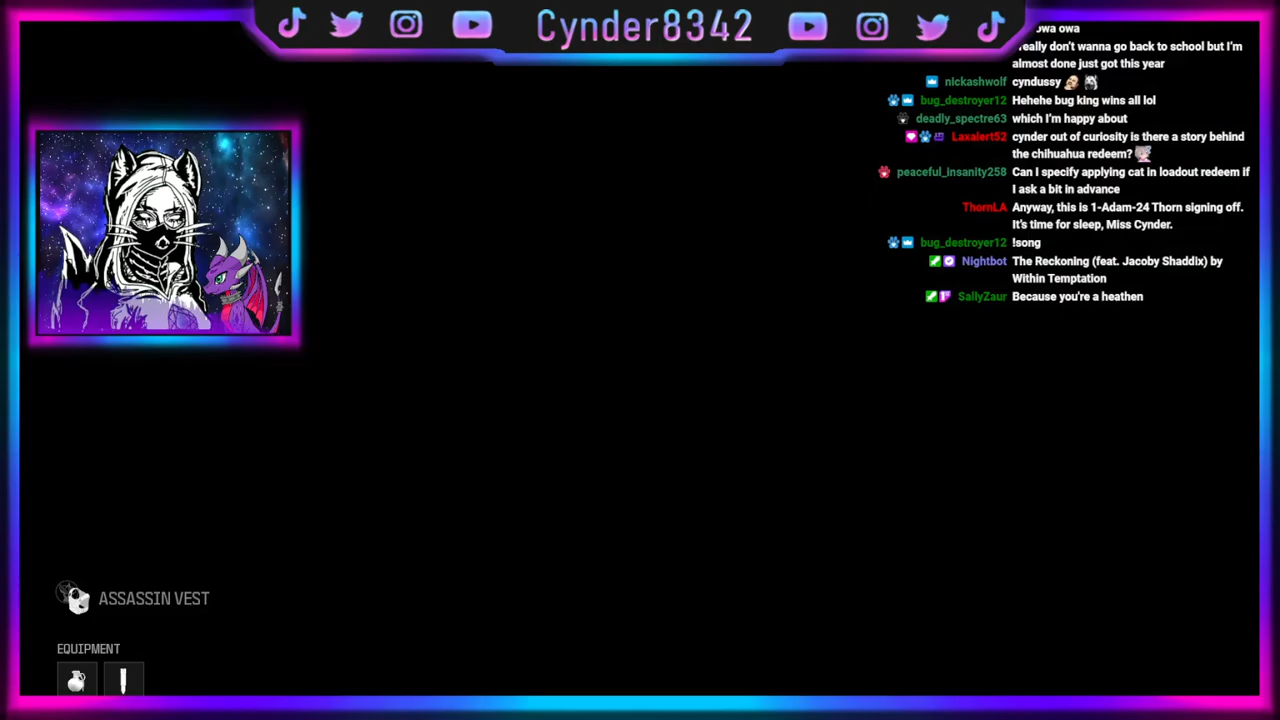 Cynder8342
owa owa
really don't wanna go back to school but I'm
almost done just got this year
nickashwolf cyndussy
bug_destroyer12 Hehehe bug king wins all lol
deadly_spectre63 which I'm happy about
Laxalert52 cynder out of curiosity is there a story behind
the chihuahua redeem?
peaceful_insanity258 Can I specify applying cat in loadout redeem if
I ask a bit in advance
ThornLA Anyway, this is 1-Adam-24 Thorn signing off.
It's time for sleep, Miss Cynder.
bug_destroyer12 !song
Nightbot The Reckoning (feat. Jacoby Shaddix) by
Within Temptation
SallyZaur Because you're a heathen
ASSASSIN VEST
EQUIPMENT